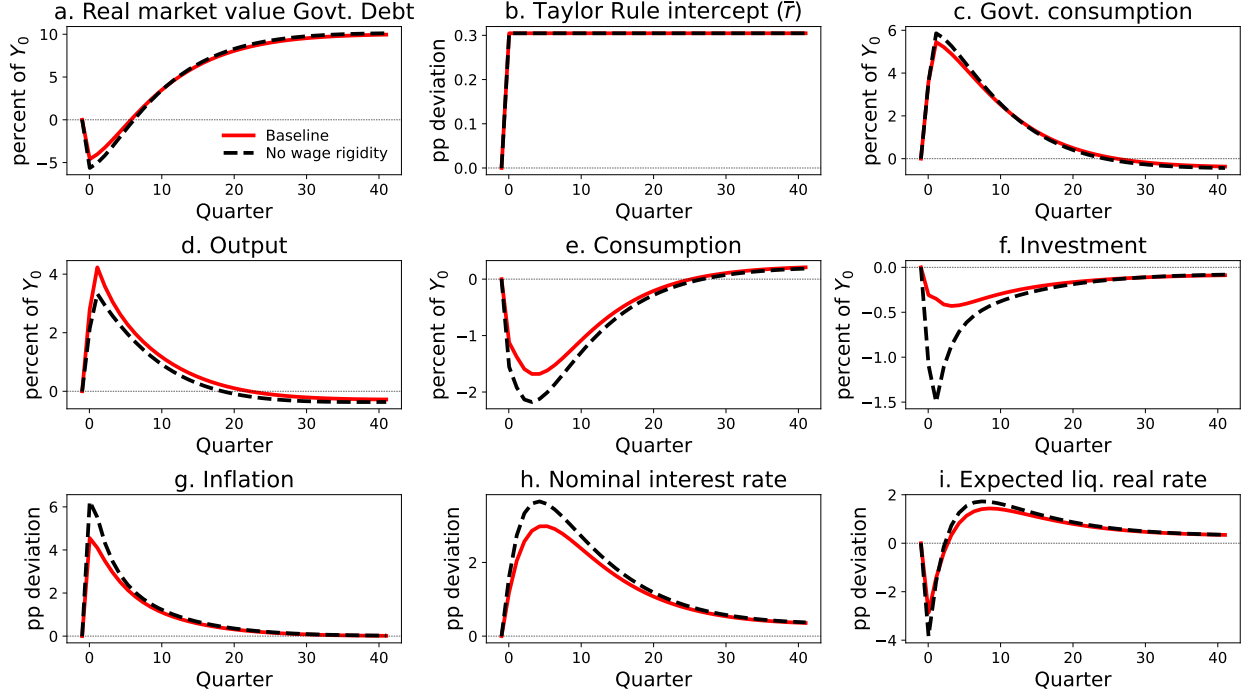 a. Real market value Govt. Debt
percent of Y₀
10
5
0
−5
Baseline
No wage rigidity
0 10 20 30 40
Quarter
b. Taylor Rule intercept (r̅)
pp deviation
0.3
0.2
0.1
0.0
0 10 20 30 40
Quarter
c. Govt. consumption
percent of Y₀
6
4
2
0
0 10 20 30 40
Quarter
d. Output
percent of Y₀
4
2
0
0 10 20 30 40
Quarter
e. Consumption
percent of Y₀
0
−1
−2
0 10 20 30 40
Quarter
f. Investment
percent of Y₀
0.0
−0.5
−1.0
−1.5
0 10 20 30 40
Quarter
g. Inflation
pp deviation
6
4
2
0
0 10 20 30 40
Quarter
h. Nominal interest rate
pp deviation
2
0
0 10 20 30 40
Quarter
i. Expected liq. real rate
pp deviation
2
0
−2
−4
0 10 20 30 40
Quarter